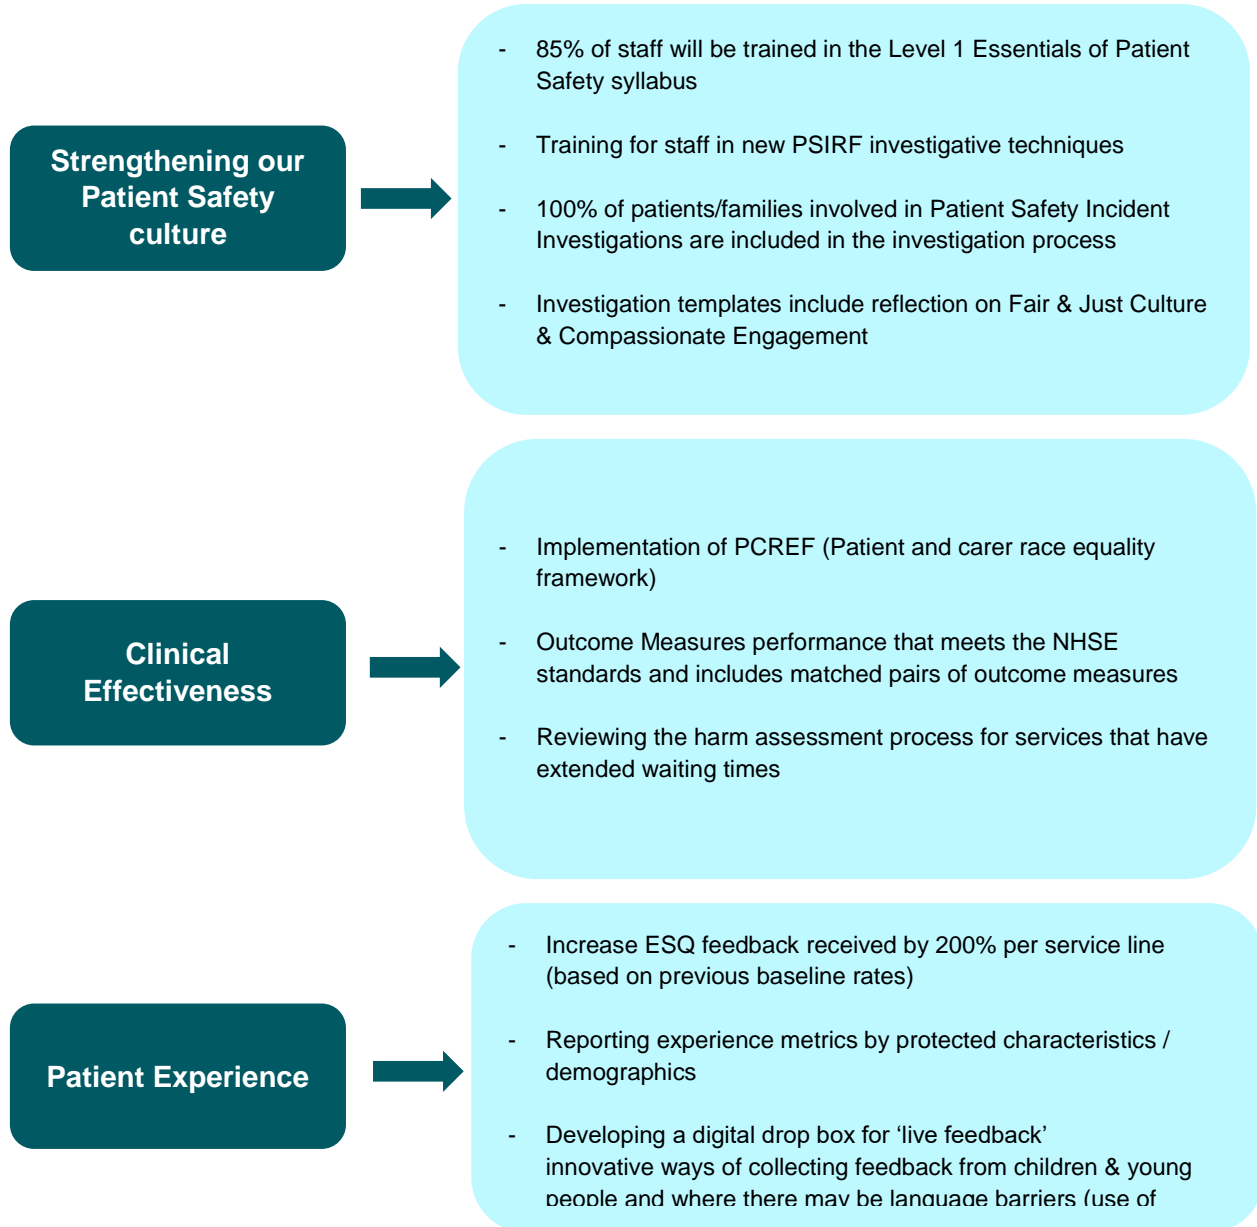 Strengthening our
Patient Safety
culture
- 85% of staff will be trained in the Level 1 Essentials of Patient
Safety syllabus
- Training for staff in new PSIRF investigative techniques
- 100% of patients/families involved in Patient Safety Incident
Investigations are included in the investigation process
- Investigation templates include reflection on Fair & Just Culture
& Compassionate Engagement
Clinical
Effectiveness
- Implementation of PCREF (Patient and carer race equality
framework)
- Outcome Measures performance that meets the NHSE
standards and includes matched pairs of outcome measures
- Reviewing the harm assessment process for services that have
extended waiting times
Patient Experience
- Increase ESQ feedback received by 200% per service line
(based on previous baseline rates)
- Reporting experience metrics by protected characteristics /
demographics
- Developing a digital drop box for ‘live feedback’
innovative ways of collecting feedback from children & young
people and where there may be language barriers (use of